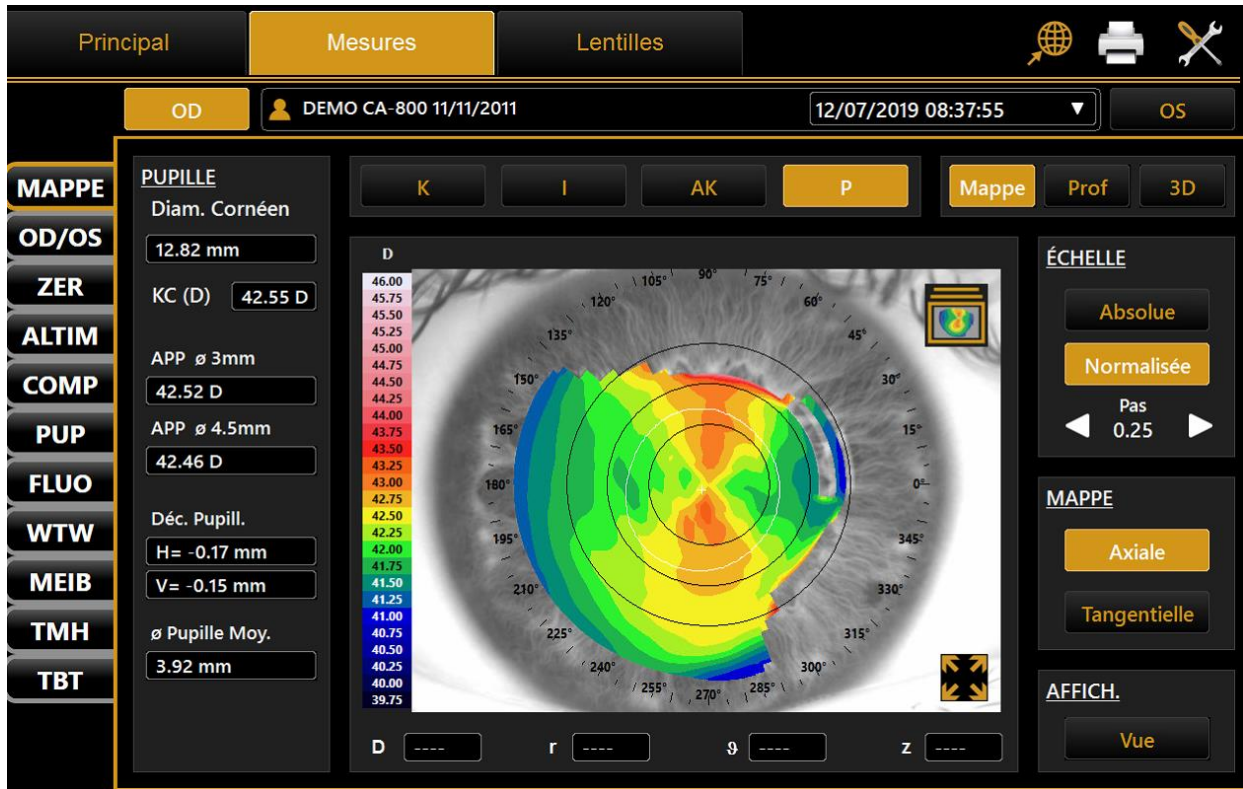 Principal
Mesures
Lentilles
OD
DEMO CA-800 11/11/2011
12/07/2019 08:37:55
OS
MAPPE
OD/OS
ZER
ALTIM
COMP
PUP
FLUO
WTW
MEIB
TMH
TBT
PUPILLE
Diam. Cornéen
12.82 mm
KC (D) 42.55 D
APP ø 3mm
42.52 D
APP ø 4.5mm
42.46 D
Déc. Pupill.
H= -0.17 mm
V= -0.15 mm
ø Pupille Moy.
3.92 mm
K
I
AK
P
Mappe
Prof
3D
D
46.00
45.75
45.50
45.25
45.00
44.75
44.50
44.25
44.00
43.75
43.50
43.25
43.00
42.75
42.50
42.25
42.00
41.75
41.50
41.25
41.00
40.75
40.50
40.25
40.00
39.75
105°
90°
75°
120°
60°
135°
45°
150°
30°
165°
15°
180°
0°
195°
345°
210°
330°
225°
315°
240°
300°
255°
270°
285°
D ----
r ----
ϑ ----
z ----
ÉCHELLE
Absolue
Normalisée
Pas
0.25
MAPPE
Axiale
Tangentielle
AFFICH.
Vue